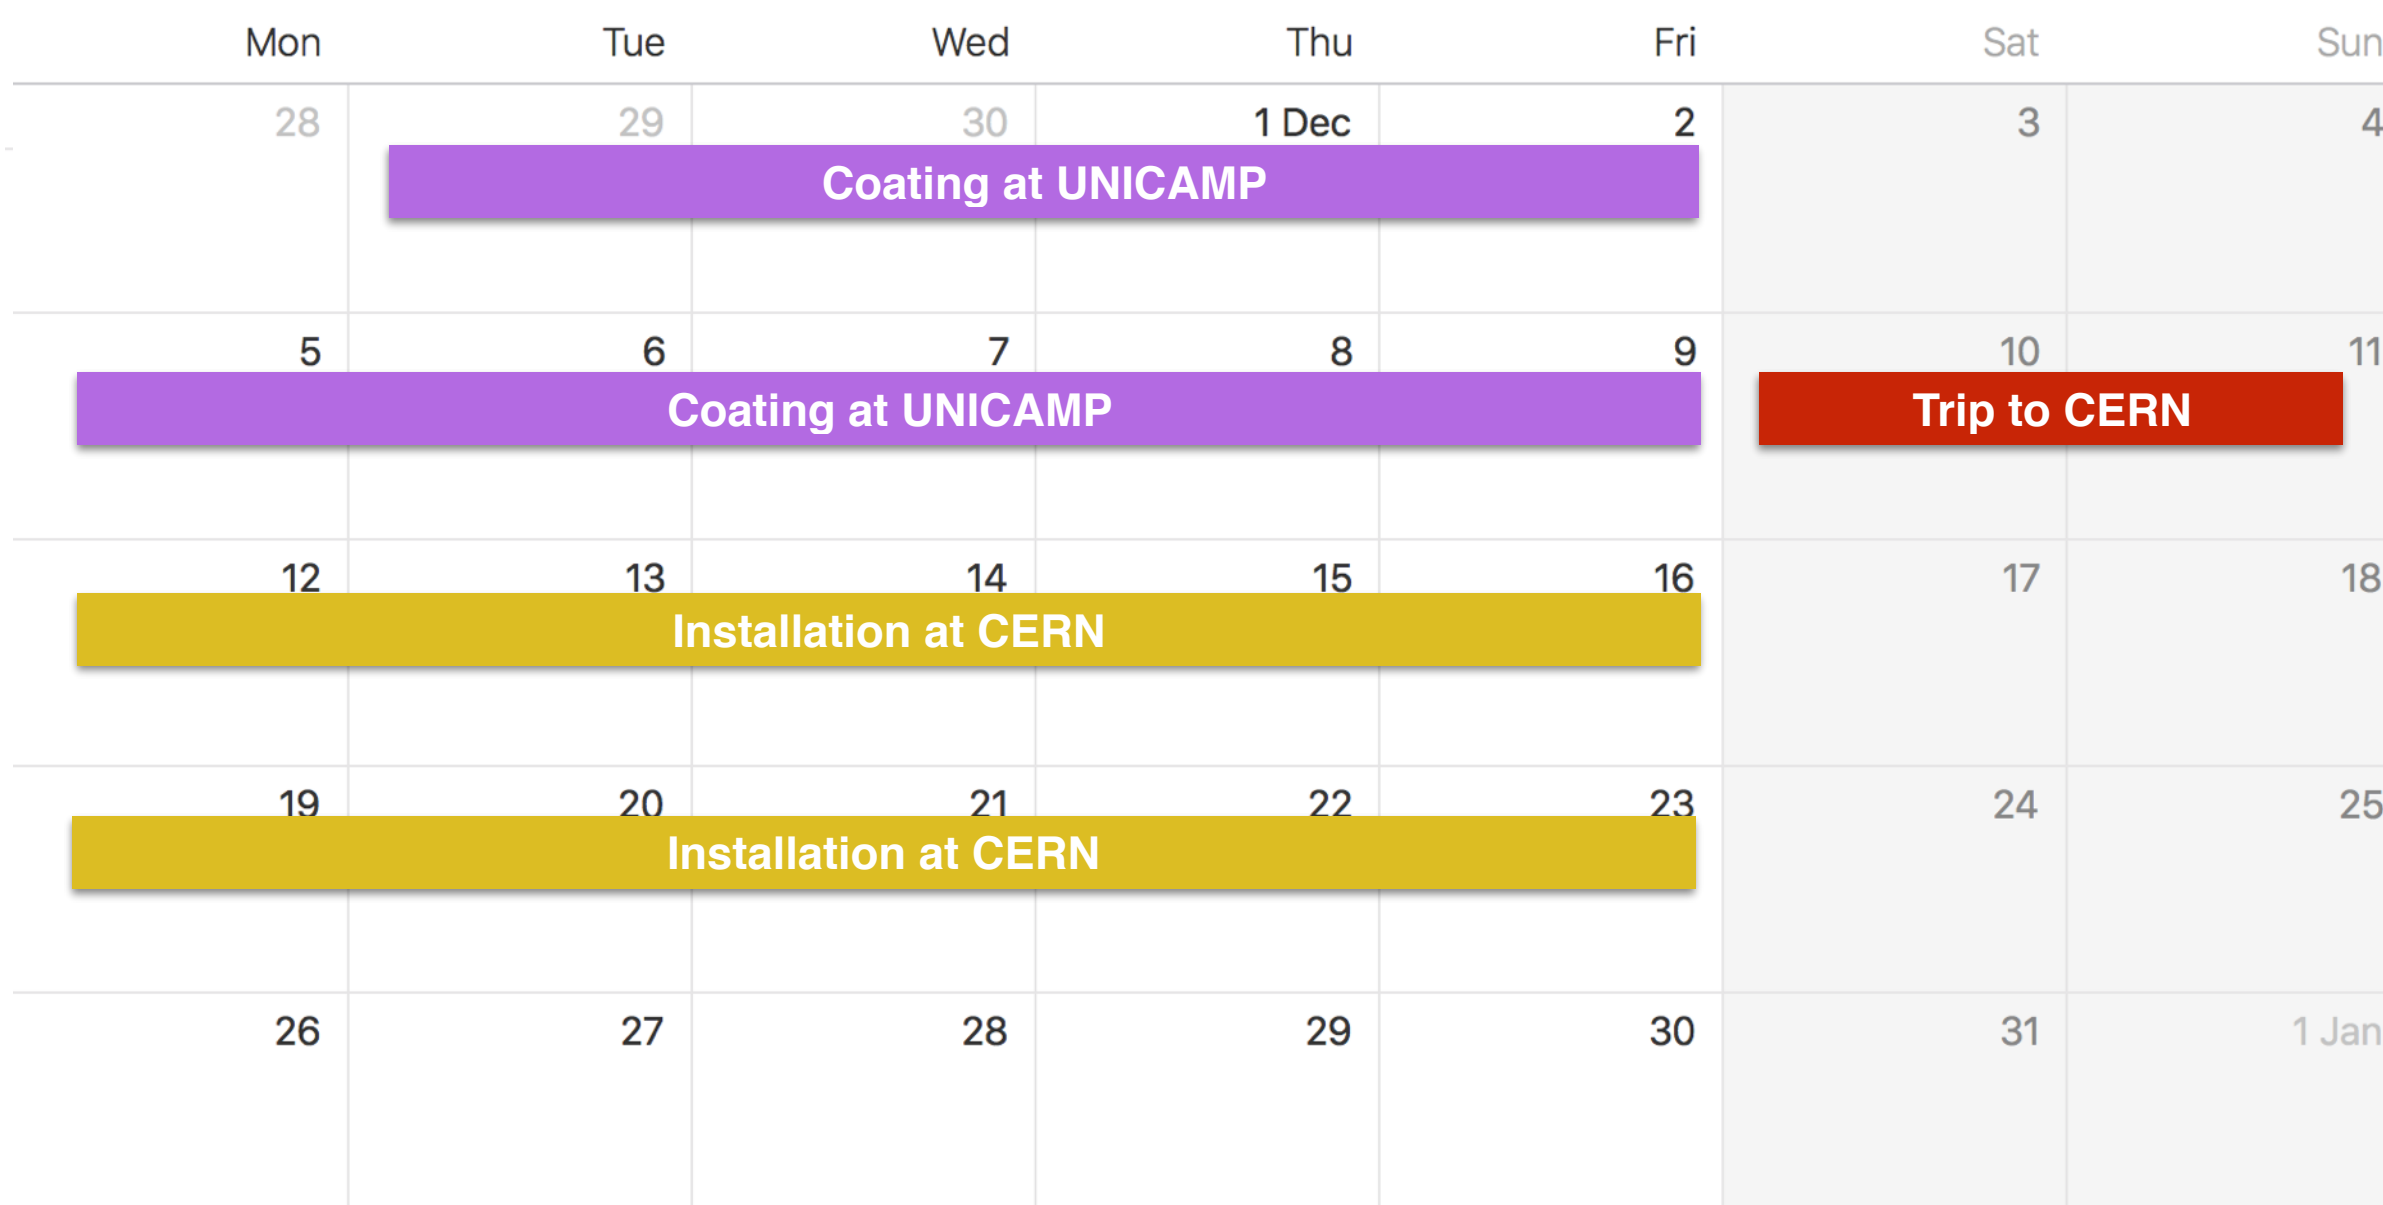 Mon Tue Wed Thu Fri Sat Sun
28 29 30 1 Dec 2 3 4
Coating at UNICAMP
5 6 7 8 9 10 11
Coating at UNICAMP Trip to CERN
12 13 14 15 16 17 18
Installation at CERN
19 20 21 22 23 24 25
Installation at CERN
26 27 28 29 30 31 1 Jan